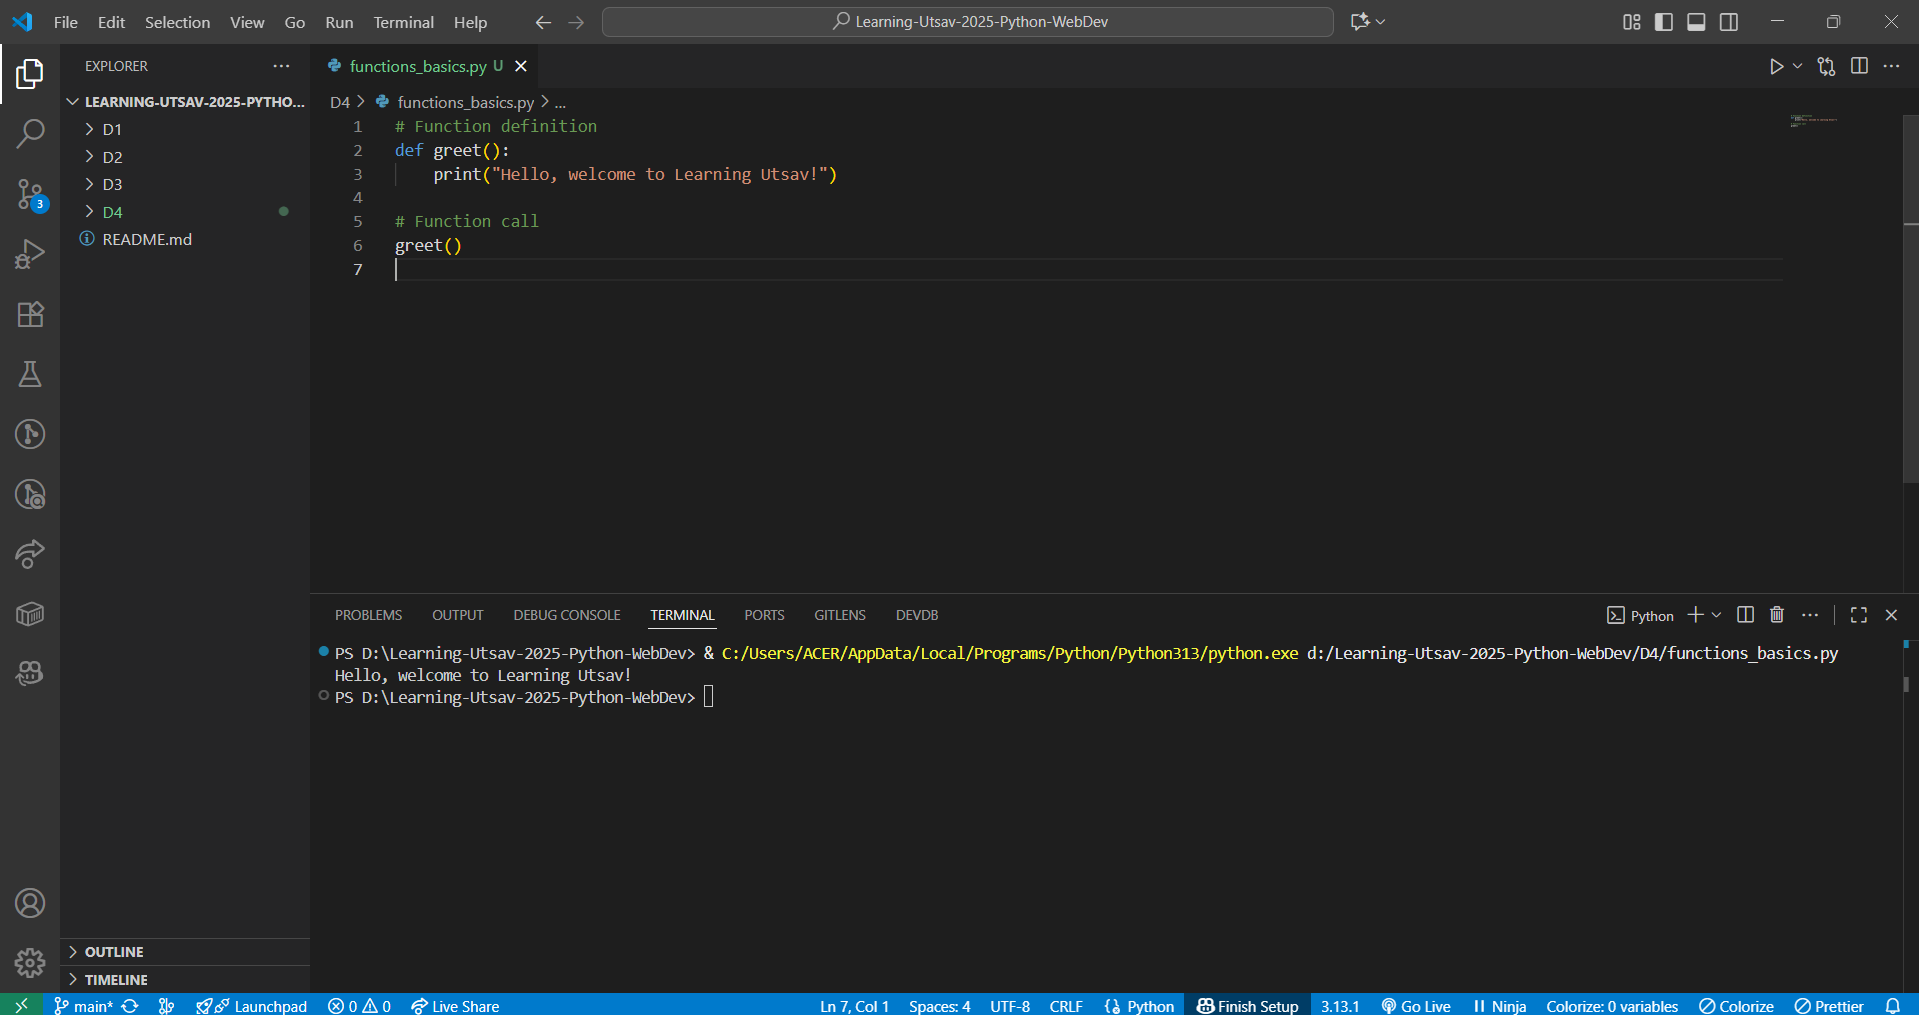 File Edit Selection View Go Run Terminal Help
Learning-Utsav-2025-Python-WebDev
EXPLORER
LEARNING-UTSAV-2025-PYTHO...
D1
D2
D3
D4
README.md
3
OUTLINE
TIMELINE
functions_basics.py U
D4 > functions_basics.py > ...
1 # Function definition
2 def greet():
3 print("Hello, welcome to Learning Utsav!")
4
5 # Function call
6 greet()
7
PROBLEMS OUTPUT DEBUG CONSOLE TERMINAL PORTS GITLENS DEVDB
Python
PS D:\Learning-Utsav-2025-Python-WebDev> & C:/Users/ACER/AppData/Local/Programs/Python/Python313/python.exe d:/Learning-Utsav-2025-Python-WebDev/D4/functions_basics.py
Hello, welcome to Learning Utsav!
PS D:\Learning-Utsav-2025-Python-WebDev>
main* Launchpad 0 0 Live Share Ln 7, Col 1 Spaces: 4 UTF-8 CRLF {} Python Finish Setup 3.13.1 Go Live Ninja Colorize: 0 variables Colorize Prettier